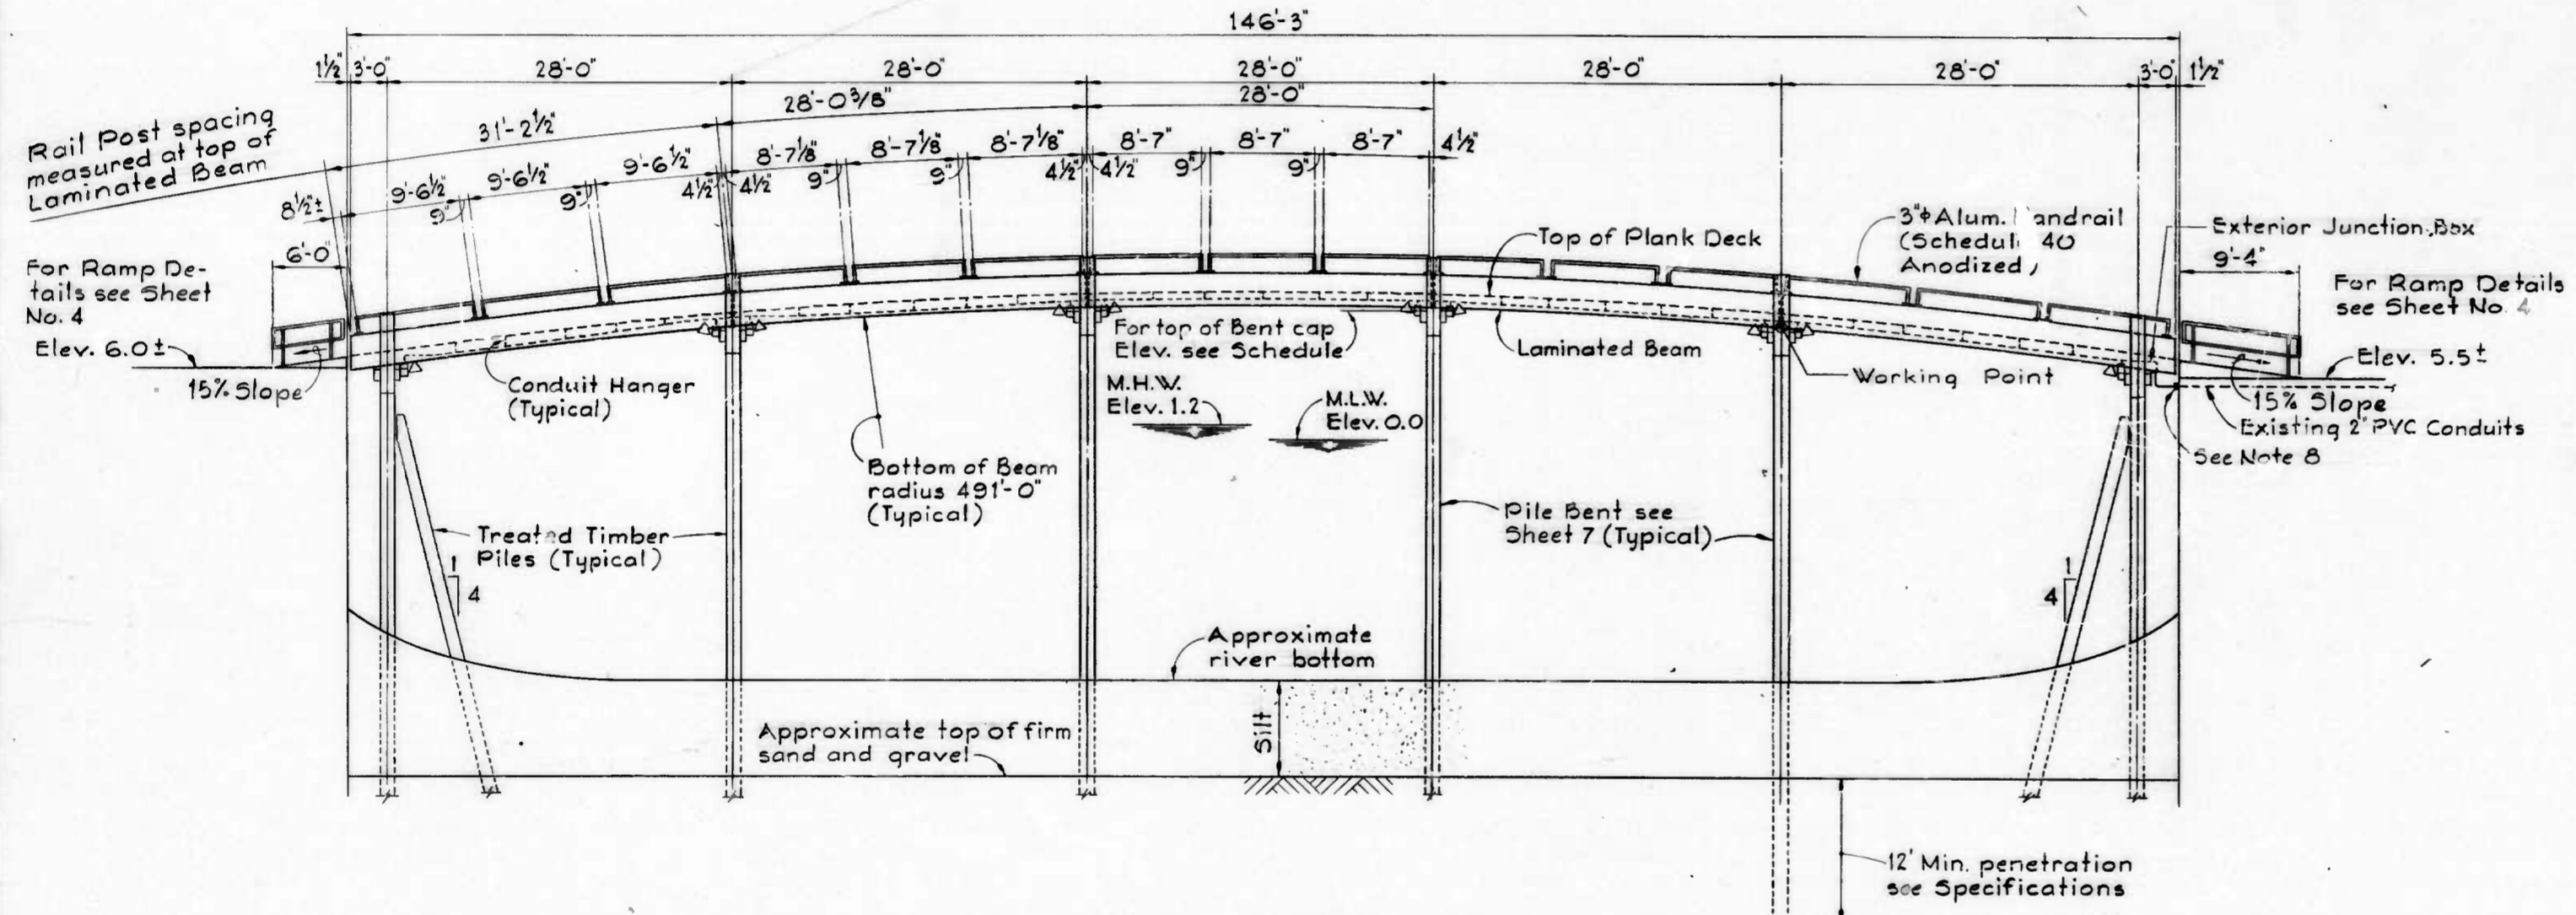 146'-3"
1½" 3'-0" 28'-0" 28'-0" 28'-0" 28'-0" 28'-0" 3'-0" 1½"
31'-2½" 28'-0 3/8" 28'-0"
Rail Post spacing
measured at top of
Laminated Beam
8½"± 9'-6½" 9'-6½" 9'-6½" 8'-7⅛" 8'-7⅛" 8'-7⅛" 8'-7" 8'-7" 8'-7" 4½"
9" 9" 4½" 4½" 9" 9" 4½" 4½" 9" 9"
6'-0"
For Ramp De-
tails see Sheet
No. 4
Elev. 6.0±
15% Slope
Conduit Hanger
(Typical)
Top of Plank Deck
3"ɸ Alum. andrail
(Schedul 40
Anodized)
Exterior Junction Box
9'-4"
For Ramp Details
see Sheet No. 4
Elev. 5.5±
15% Slope
Existing 2" PVC Conduits
See Note 8
For top of Bent cap
Elev. see Schedule
Laminated Beam
Working Point
M.H.W.
Elev. 1.2
M.L.W.
Elev. 0.0
Bottom of Beam
radius 491'-0"
(Typical)
Treated Timber
Piles (Typical)
1
4
Pile Bent see
Sheet 7 (Typical)
1
4
Approximate
river bottom
Silt
Approximate top of firm
sand and gravel
12' Min. penetration
see Specifications